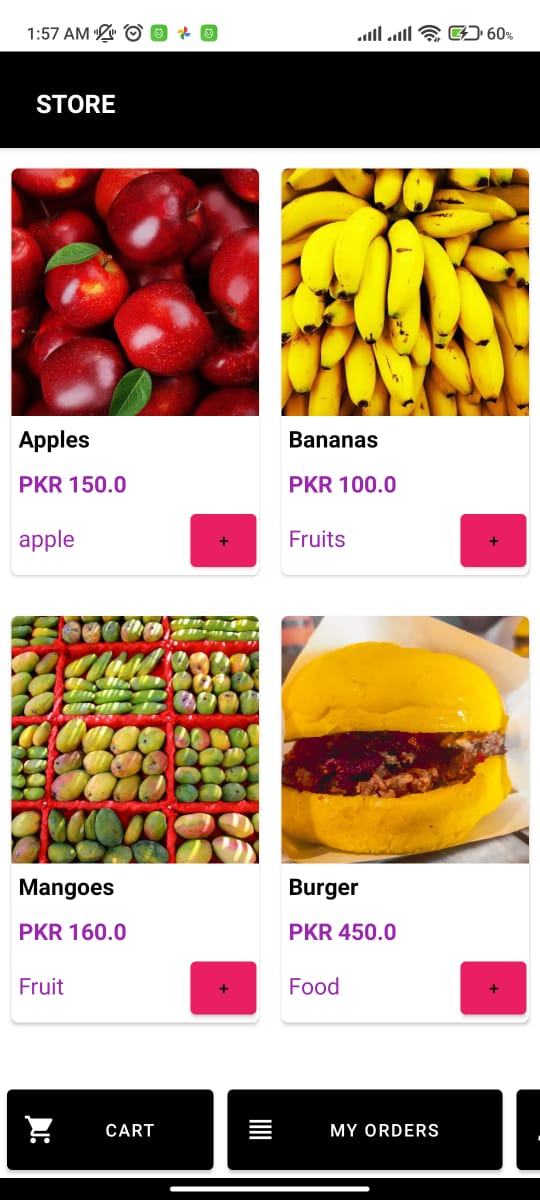 1:57 AM 60%
STORE
Apples
PKR 150.0
apple +
Bananas
PKR 100.0
Fruits +
Mangoes
PKR 160.0
Fruit +
Burger
PKR 450.0
Food +
CART MY ORDERS